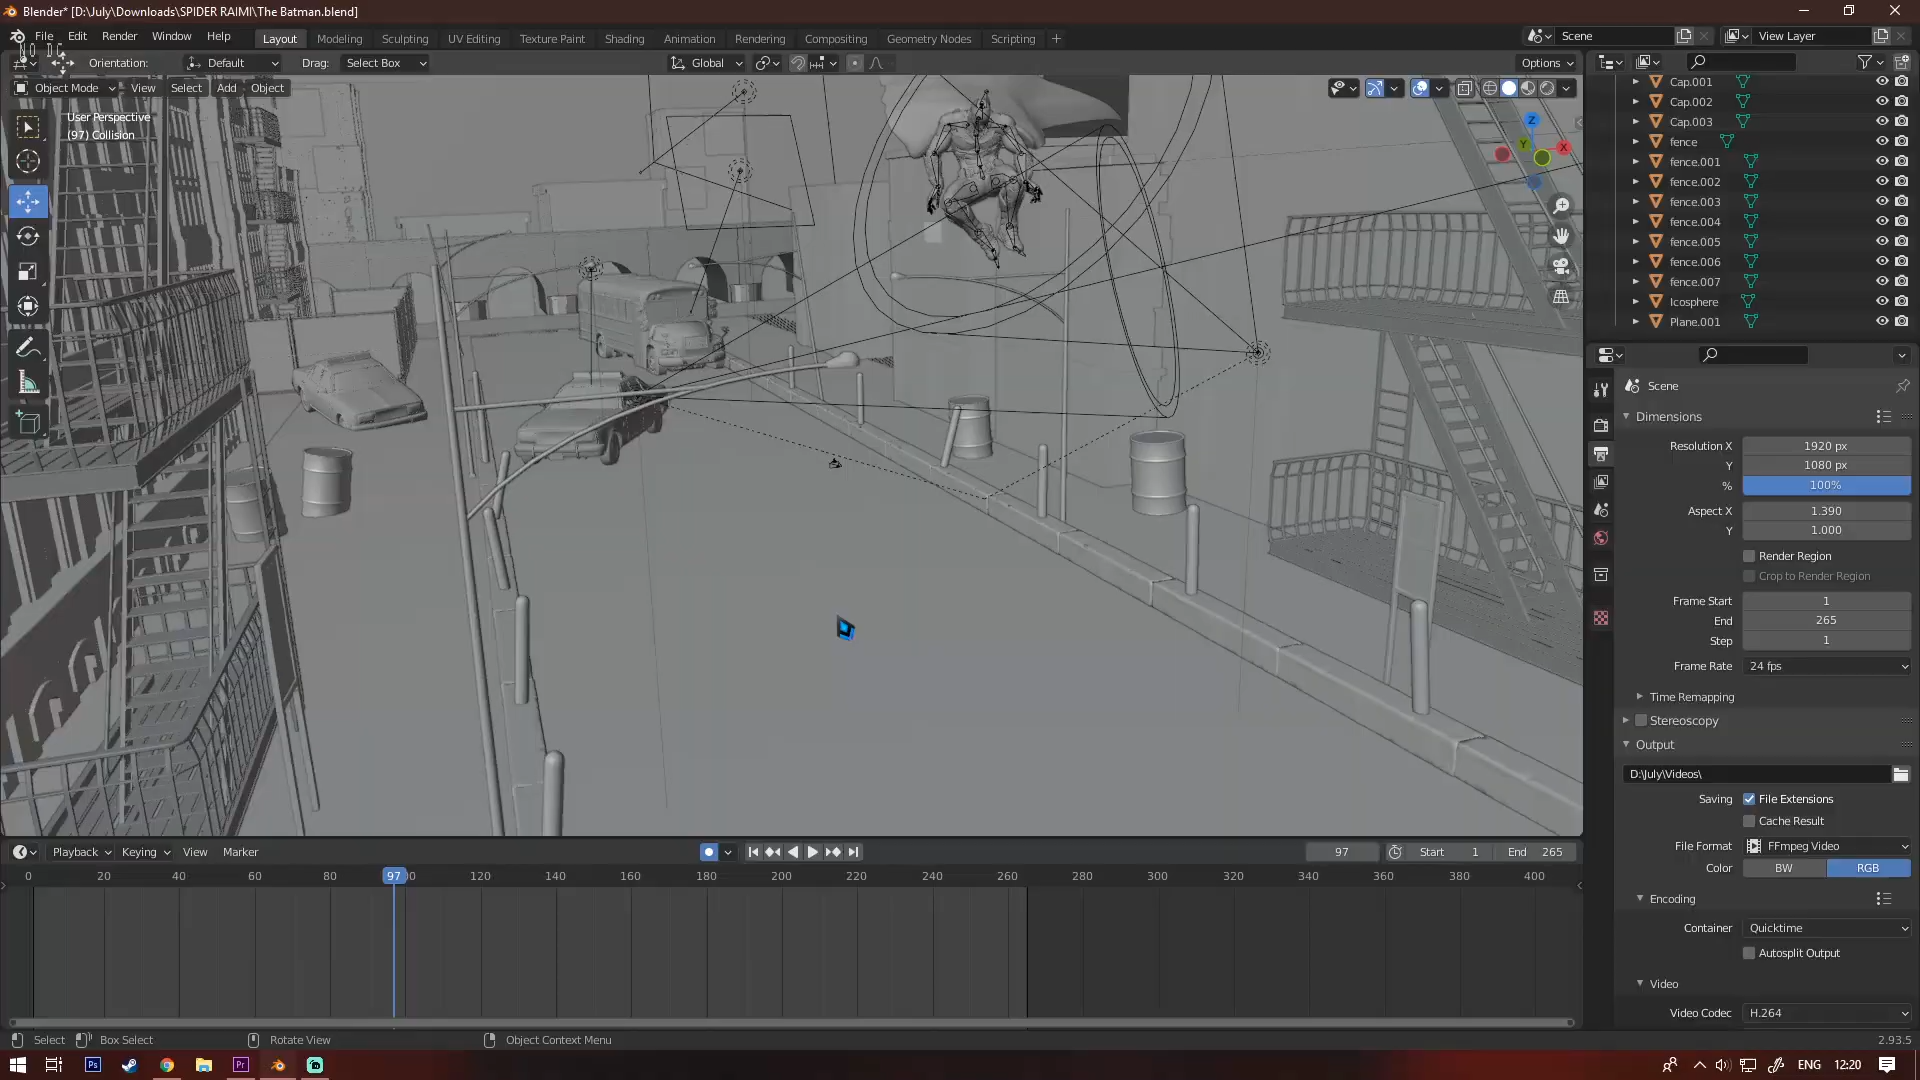 Blender* [D:\July\Downloads\SPIDER RAIMI\The Batman.blend]
File Edit Render Window Help Layout Modeling Sculpting UV Editing Texture Paint Shading Animation Rendering Compositing Geometry Nodes Scripting + Scene View Layer
Orientation: Default Drag: Select Box Global Options
Object Mode View Select Add Object
User Perspective
(97) Collision
Z
Y
X
Cap.001
Cap.002
Cap.003
fence
fence.001
fence.002
fence.003
fence.004
fence.005
fence.006
fence.007
Icosphere
Plane.001
Scene
Dimensions
Resolution X 1920 px
Y 1080 px
% 100%
Aspect X 1.390
Y 1.000
Render Region
Crop to Render Region
Frame Start 1
End 265
Step 1
Frame Rate 24 fps
Time Remapping
Stereoscopy
Output
D:\July\Videos\
Saving File Extensions
Cache Result
File Format FFmpeg Video
Color BW RGB
Encoding
Container Quicktime
Autosplit Output
Video
Video Codec H.264
Playback Keying View Marker 97 Start 1 End 265
0 20 40 60 80 97 120 140 160 180 200 220 240 260 280 300 320 340 360 380 400
Select Box Select Rotate View Object Context Menu 2.93.5
Ps Pr ENG 12:20